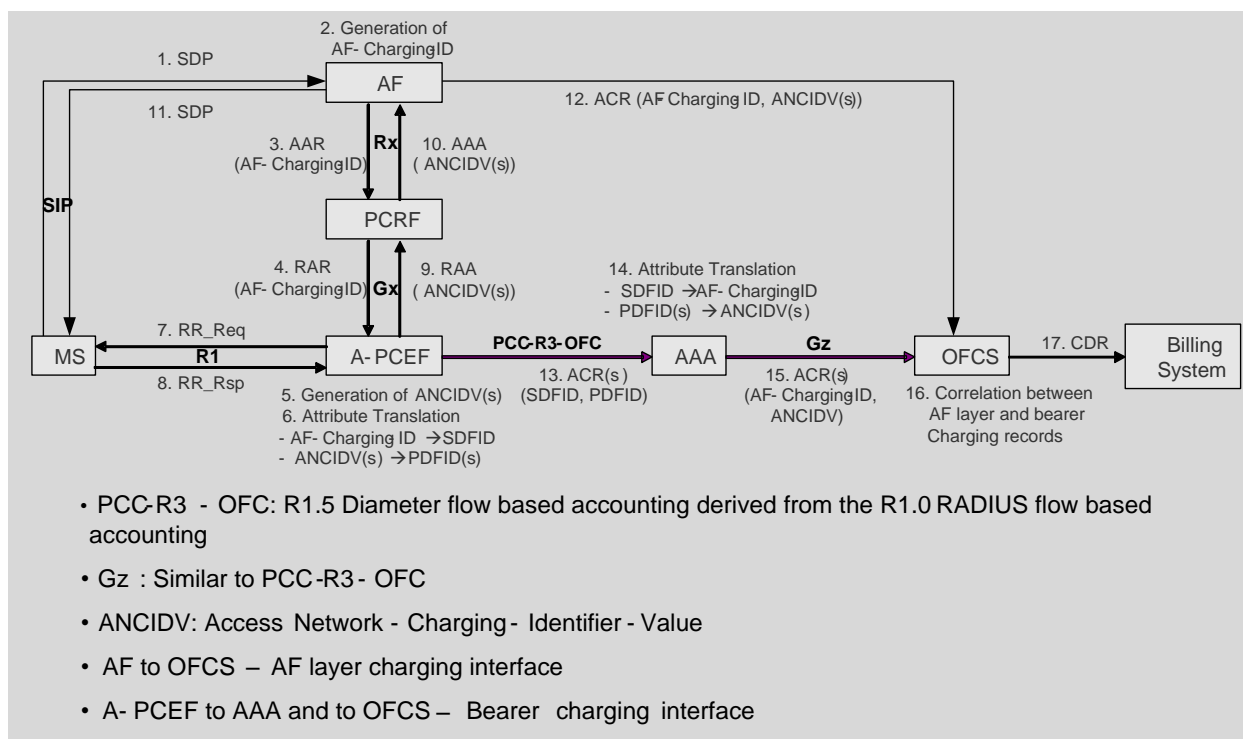 2. Generation of
AF- ChargingID
1. SDP
AF
11. SDP
12. ACR (AF Charging ID, ANCIDV(s))
3. AAR
(AF- ChargingID)
Rx
10. AAA
( ANCIDV(s))
SIP
PCRF
4. RAR
(AF- ChargingID)
Gx
9. RAA
( ANCIDV(s))
14. Attribute Translation
- SDFID →AF- ChargingID
- PDFID(s) →ANCIDV(s)
7. RR_Req
MS
R1
A- PCEF
PCC-R3-OFC
AAA
Gz
OFCS
17. CDR
Billing
System
8. RR_Rsp
13. ACR(s)
(SDFID, PDFID)
15. ACR(s)
(AF- ChargingID,
ANCIDV)
5. Generation of ANCIDV(s)
6. Attribute Translation
- AF- Charging ID →SDFID
- ANCIDV(s) →PDFID(s)
16. Correlation between
AF layer and bearer
Charging records
• PCC-R3 - OFC: R1.5 Diameter flow based accounting derived from the R1.0 RADIUS flow based
accounting
• Gz : Similar to PCC-R3- OFC
• ANCIDV: Access Network - Charging- Identifier - Value
• AF to OFCS – AF layer charging interface
• A- PCEF to AAA and to OFCS – Bearer charging interface